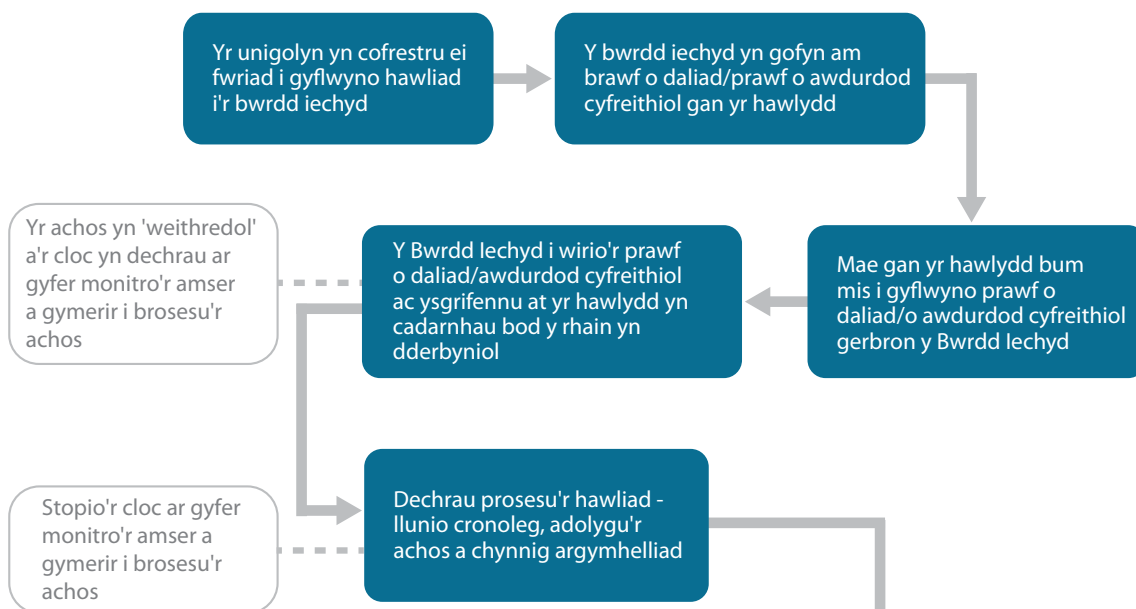 Yr unigolyn yn cofrestru ei
fwriad i gyflwyno hawliad
i'r bwrdd iechyd
Y bwrdd iechyd yn gofyn am
brawf o daliad/prawf o awdurdod
cyfreithiol gan yr hawlydd
Mae gan yr hawlydd bum
mis i gyflwyno prawf o
daliad/o awdurdod cyfreithiol
gerbron y Bwrdd Iechyd
Y Bwrdd Iechyd i wirio'r prawf
o daliad/awdurdod cyfreithiol
ac ysgrifennu at yr hawlydd yn
cadarnhau bod y rhain yn
dderbyniol
Yr achos yn 'weithredol'
a'r cloc yn dechrau ar
gyfer monitro'r amser
a gymerir i brosesu'r
achos
Dechrau prosesu'r hawliad -
llunio cronoleg, adolygu'r
achos a chynnig argymhelliad
Stopio'r cloc ar gyfer
monitro'r amser a
gymerir i brosesu'r
achos